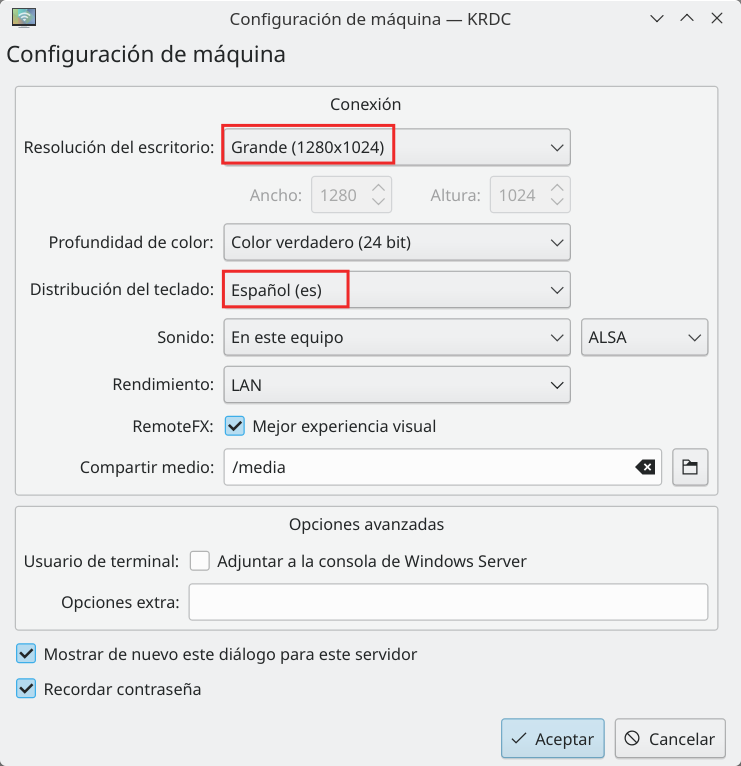 Configuración de máquina — KRDC
Configuración de máquina
Conexión
Resolución del escritorio: Grande (1280x1024)
Ancho: 1280 Altura: 1024
Profundidad de color: Color verdadero (24 bit)
Distribución del teclado: Español (es)
Sonido: En este equipo ALSA
Rendimiento: LAN
RemoteFX: Mejor experiencia visual
Compartir medio: /media
Opciones avanzadas
Usuario de terminal: Adjuntar a la consola de Windows Server
Opciones extra:
Mostrar de nuevo este diálogo para este servidor
Recordar contraseña
Aceptar Cancelar